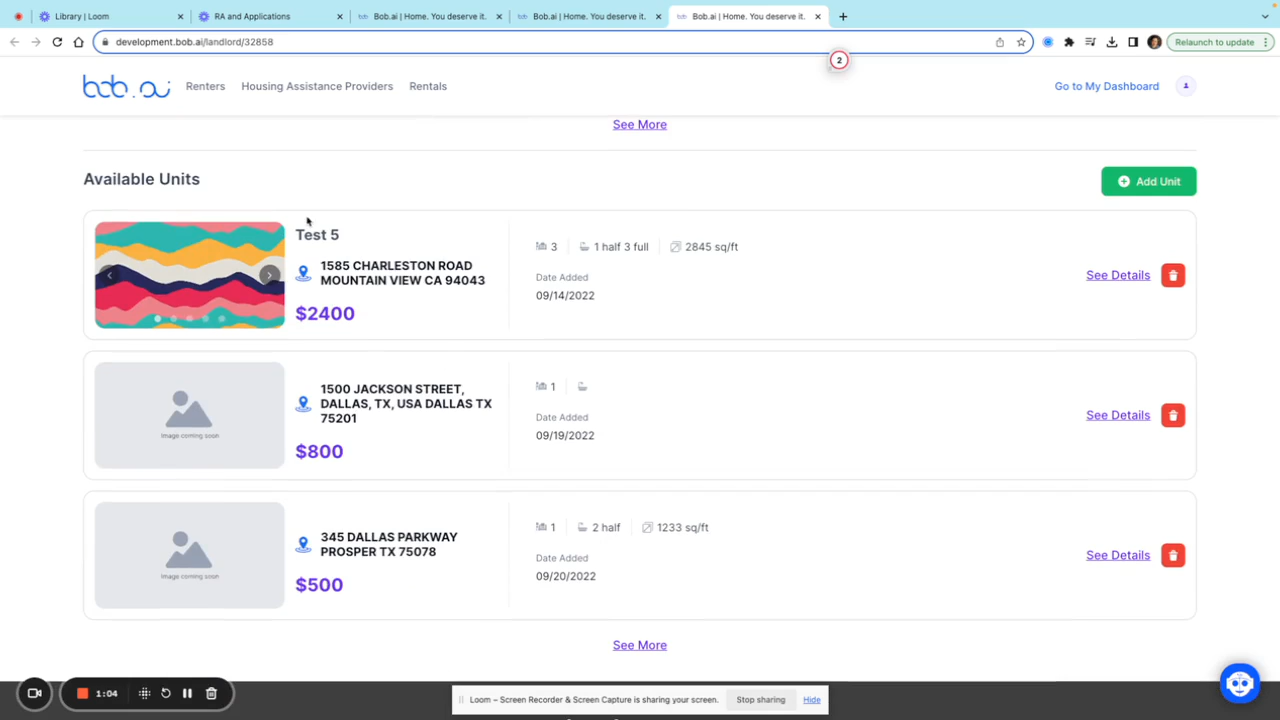 Library | Loom
RA and Applications
Bob.ai | Home. You deserve it.
Bob.ai | Home. You deserve it.
Bob.ai | Home. You deserve it.
development.bob.ai/landlord/32858
Relaunch to update
2
bob.ai
Renters
Housing Assistance Providers
Rentals
Go to My Dashboard
See More
Available Units
Add Unit
Test 5
1585 CHARLESTON ROAD
MOUNTAIN VIEW CA 94043
$2400
3
1 half 3 full
2845 sq/ft
Date Added
09/14/2022
See Details
Image coming soon
1500 JACKSON STREET,
DALLAS, TX, USA DALLAS TX
75201
$800
1
Date Added
09/19/2022
See Details
Image coming soon
345 DALLAS PARKWAY
PROSPER TX 75078
$500
1
2 half
1233 sq/ft
Date Added
09/20/2022
See Details
See More
1:04
Loom – Screen Recorder & Screen Capture is sharing your screen.
Stop sharing
Hide